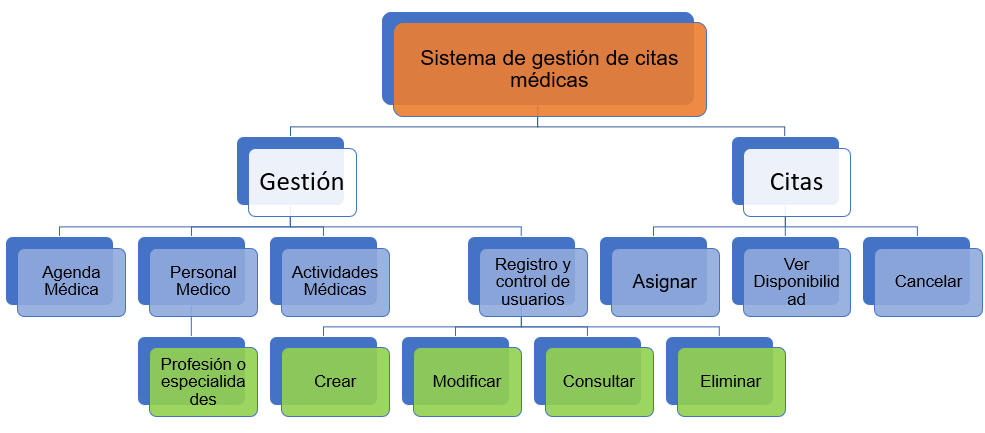 Sistema de gestión de citas
médicas
Gestión
Citas
Agenda
Médica
Personal
Medico
Actividades
Médicas
Registro y
control de
usuarios
Asignar
Ver
Disponibilid
ad
Cancelar
Profesión o
especialida
des
Crear
Modificar
Consultar
Eliminar